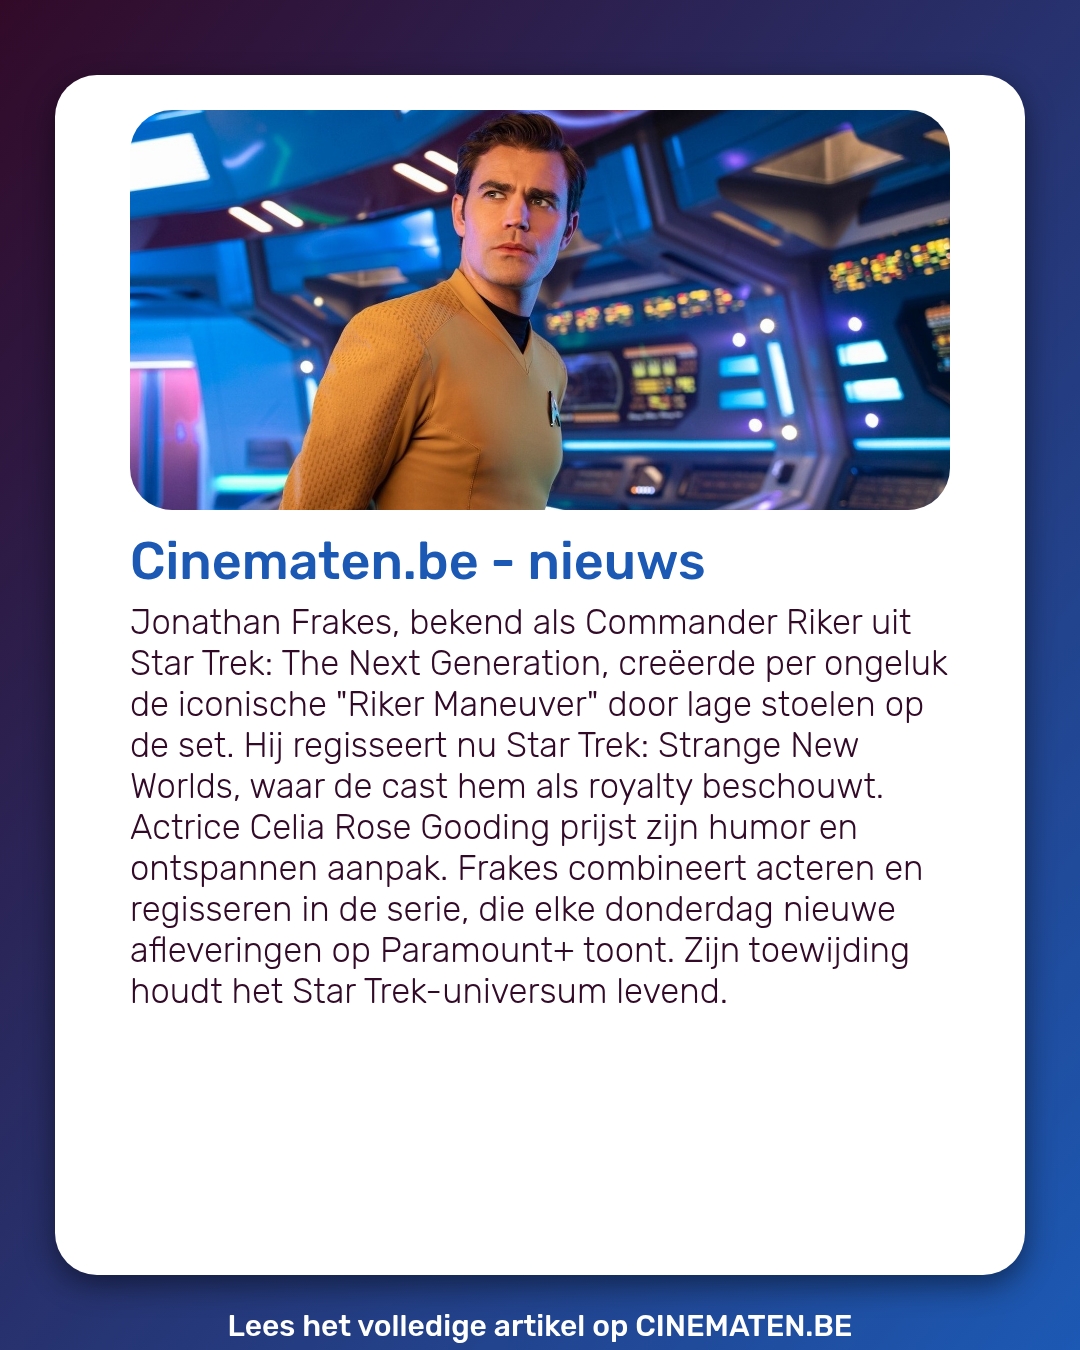 Cinematen.be - nieuws
Jonathan Frakes, bekend als Commander Riker uit
Star Trek: The Next Generation, creëerde per ongeluk
de iconische "Riker Maneuver" door lage stoelen op
de set. Hij regisseert nu Star Trek: Strange New
Worlds, waar de cast hem als royalty beschouwt.
Actrice Celia Rose Gooding prijst zijn humor en
ontspannen aanpak. Frakes combineert acteren en
regisseren in de serie, die elke donderdag nieuwe
afleveringen op Paramount+ toont. Zijn toewijding
houdt het Star Trek-universum levend.
Lees het volledige artikel op CINEMATEN.BE